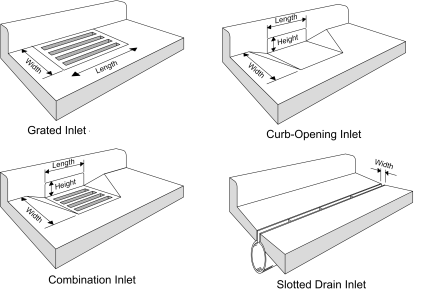 Width
Length
Grated Inlet
Length
Height
Width
Curb-Opening Inlet
Length
Height
Width
Combination Inlet
Width
Slotted Drain Inlet